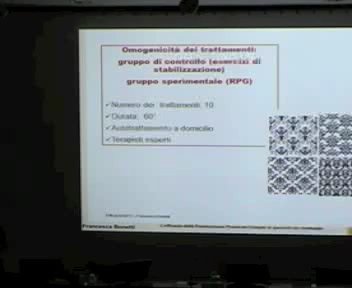 Omogenicità dei trattamenti:
gruppo di controllo (esercizi di
stabilizzazione)
gruppo sperimentale (RPG)
✓Numero dei trattamenti 10
✓Durata: 60'
✓Autotrattamento a domicilio
✓Terapisti esperti
Francesca Bonetti